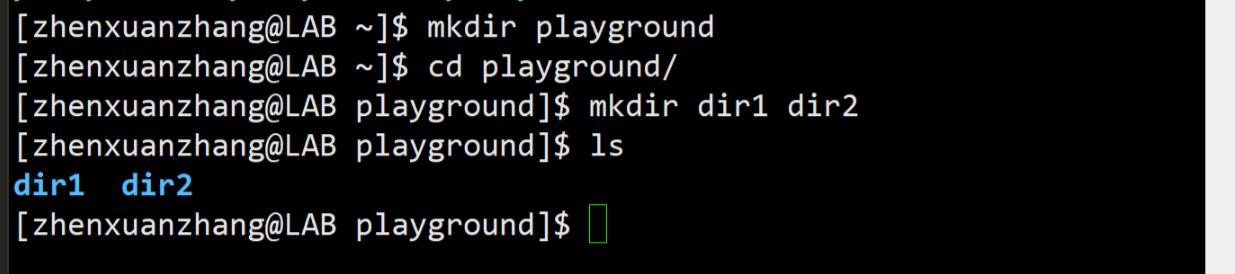 [zhenxuanzhang@LAB ~]$ mkdir playground
[zhenxuanzhang@LAB ~]$ cd playground/
[zhenxuanzhang@LAB playground]$ mkdir dir1 dir2
[zhenxuanzhang@LAB playground]$ ls
dir1  dir2
[zhenxuanzhang@LAB playground]$